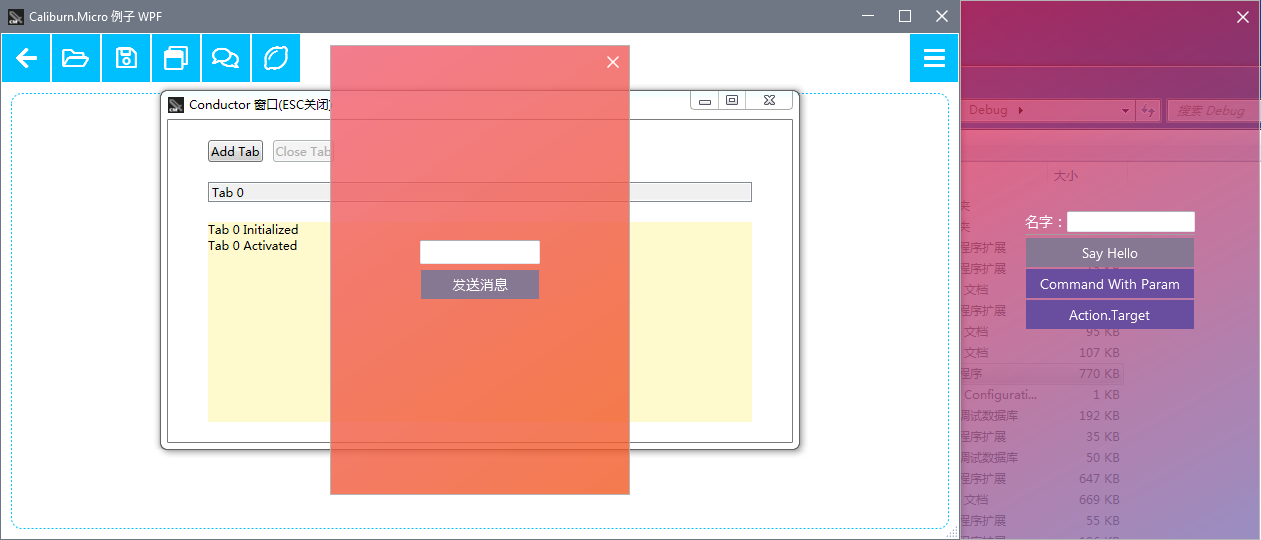 Caliburn.Micro 例子 WPF
Conductor 窗口(ESC关闭)
Add Tab
Close Tab
Tab 0
Tab 0 Initialized
Tab 0 Activated
发送消息
Debug
搜索 Debug
大小
夹
夹
程序扩展
程序扩展
文档
程序扩展
文档 95 KB
文档 107 KB
程序 770 KB
Configurati... 1 KB
调试数据库 192 KB
程序扩展 35 KB
调试数据库 50 KB
程序扩展 647 KB
文档 669 KB
程序扩展 55 KB
名字：
Say Hello
Command With Param
Action.Target